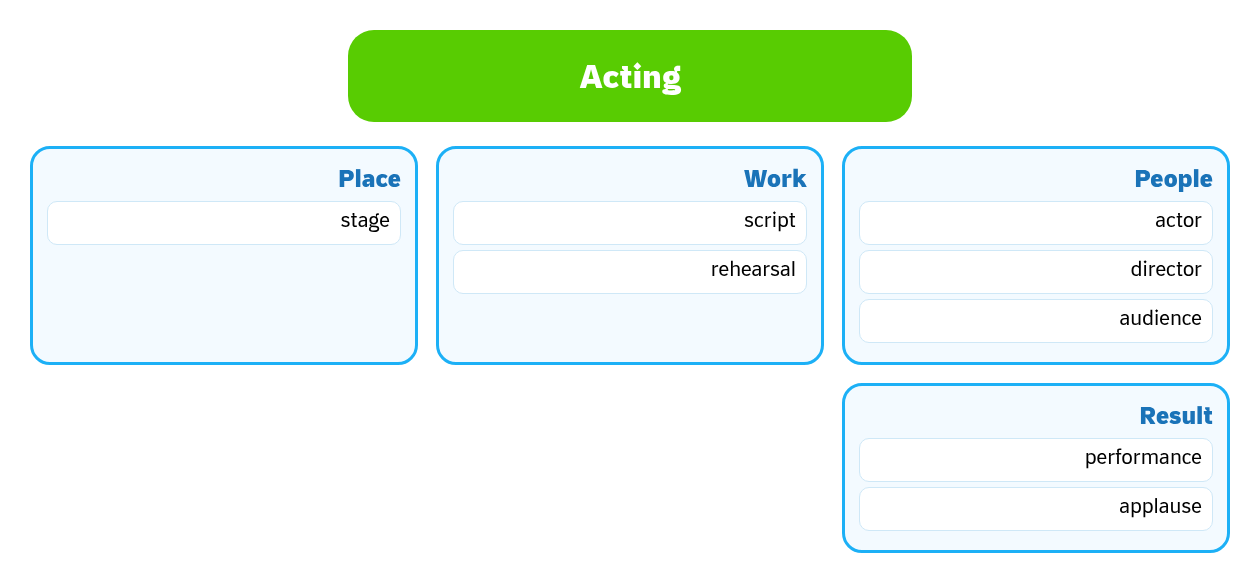 Acting
People
actor
director
audience
Work
script
rehearsal
Place
stage
Result
performance
applause